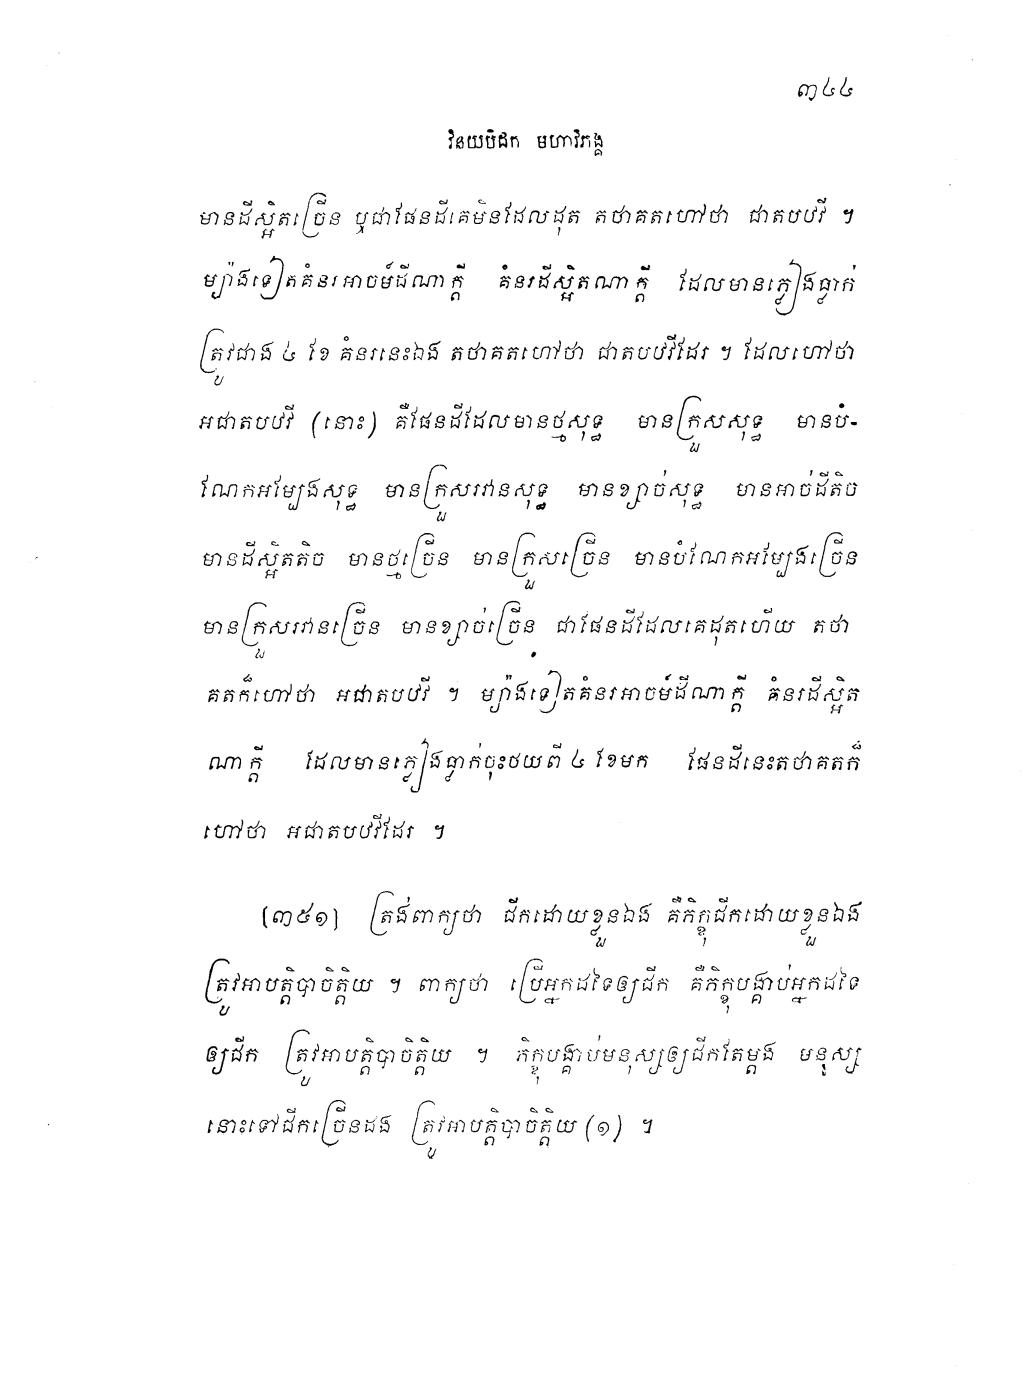 ៣៤៤
វិនយបិដក មហាវិភង្គ
មានដីស្អិតច្រើន ឬជាផែនដីគេមិនដែលដុត តថាគតហៅថា ជាតបឋវី ។
ម្យ៉ាងទៀតគំនរអាចម៍ដីណាក្តី គំនរដីស្អិតណាក្តី ដែលមានភ្លៀងធ្លាក់
ត្រូវជាង ៤ ខែ គំនរនេះឯង តថាគតហៅថា ជាតបឋវីដែរ ។ ដែលហៅថា
អជាតបឋវី (នោះ) គឺផែនដីដែលមានថ្មសុទ្ធ មានក្រួសសុទ្ធ មានបំ-
ណែកអម្បែងសុទ្ធ មានក្រួសរវានសុទ្ធ មានខ្សាច់សុទ្ធ មានអាច់ដីតិច
មានដីស្អិតតិច មានថ្មច្រើន មានក្រួសច្រើន មានបំណែកអម្បែងច្រើន
មានក្រួសរវានច្រើន មានខ្សាច់ច្រើន ជាផែនដីដែលគេដុតហើយ តថា
គតក៏ហៅថា អជាតបឋវី ។ ម្យ៉ាងទៀតគំនរអាចម៍ដីណាក្តី គំនរដីស្អិត
ណាក្តី ដែលមានភ្លៀងធ្លាក់ចុះថយពី ៤ ខែមក ផែនដីនេះតថាគតក៏
ហៅថា អជាតបឋវីដែរ ។
(៣៥១) ត្រង់ពាក្យថា ជីកដោយខ្លួនឯង គឺភិក្ខុជីកដោយខ្លួនឯង
ត្រូវអាបត្តិបាចិត្តិយ ។ ពាក្យថា ប្រើអ្នកដទៃឲ្យជីក គឺភិក្ខុបង្គាប់អ្នកដទៃ
ឲ្យជីក ត្រូវអាបត្តិបាចិត្តិយ ។ ភិក្ខុបង្គាប់មនុស្សឲ្យជីកតែម្តង មនុស្ស
នោះទៅជីកច្រើនដង ត្រូវអាបត្តិបាចិត្តិយ (១) ។